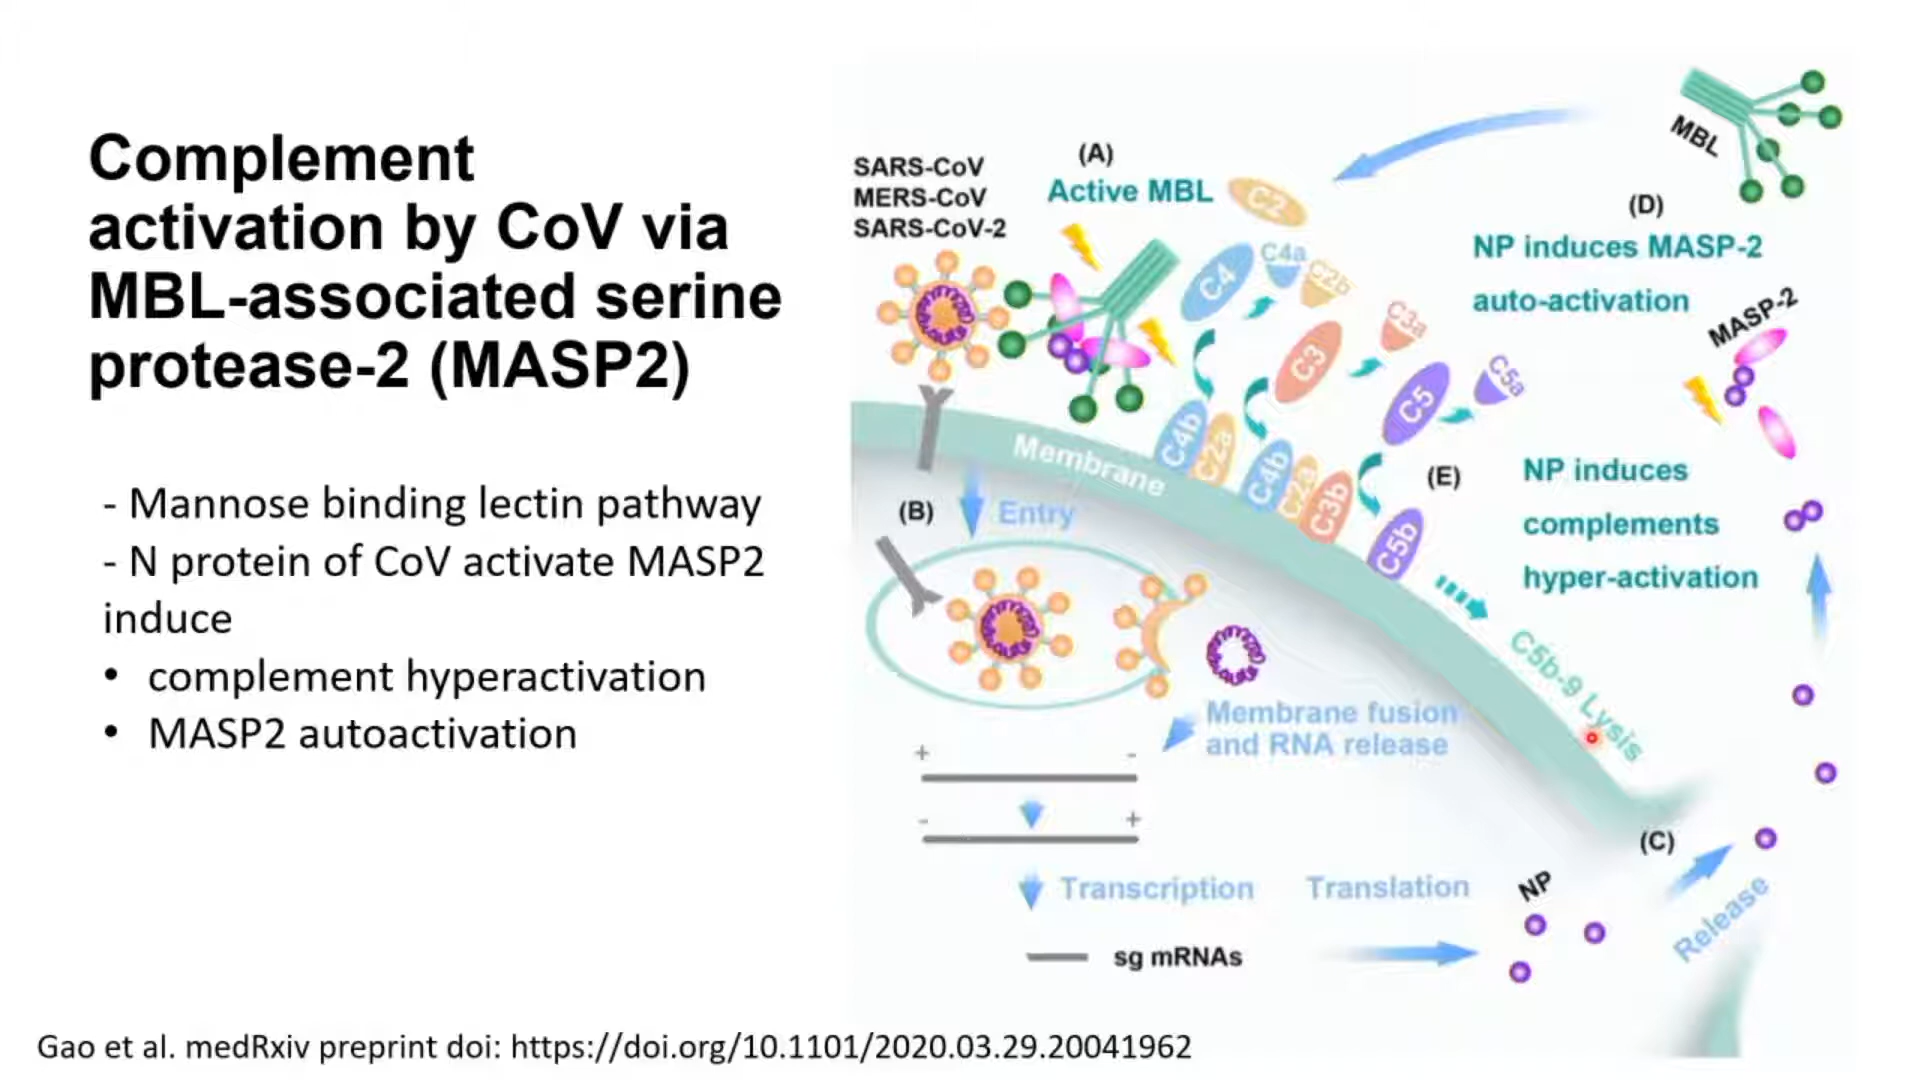 Complement
activation by CoV via
MBL-associated serine
protease-2 (MASP2)
- Mannose binding lectin pathway
- N protein of CoV activate MASP2
induce
• complement hyperactivation
• MASP2 autoactivation
SARS-CoV
MERS-CoV
SARS-CoV-2
(A)
Active MBL
C2
C4
C4a
C2b
C3
C3a
C5
C5a
MBL
(D)
NP induces MASP-2
auto-activation
MASP-2
Membrane
C4b
C2a
C4b
C2a
C3b
C5b
(E)
NP induces
complements
hyper-activation
(B)
Entry
C5b-9 Lysis
Membrane fusion
and RNA release
+ -
- +
Transcription
Translation
sg mRNAs
NP
(C)
Release
Gao et al. medRxiv preprint doi: https://doi.org/10.1101/2020.03.29.20041962